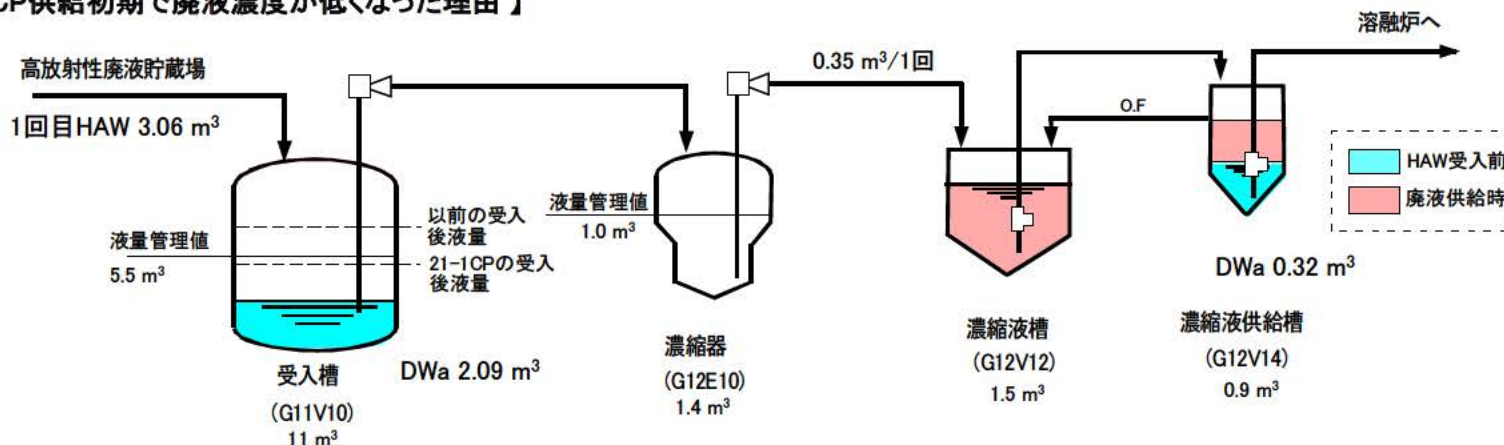 CP供給初期で廃液濃度が低くなった理由 】
溶融炉へ
高放射性廃液貯蔵場
0.35 m³/1回
1回目HAW 3.06 m³
O.F
HAW受入前
廃液供給時
液量管理値
5.5 m³
以前の受入
後液量
21-1CPの受入
後液量
液量管理値
1.0 m³
DWa 0.32 m³
DWa 2.09 m³
受入槽
(G11V10)
11 m³
濃縮器
(G12E10)
1.4 m³
濃縮液槽
(G12V12)
1.5 m³
濃縮液供給槽
(G12V14)
0.9 m³